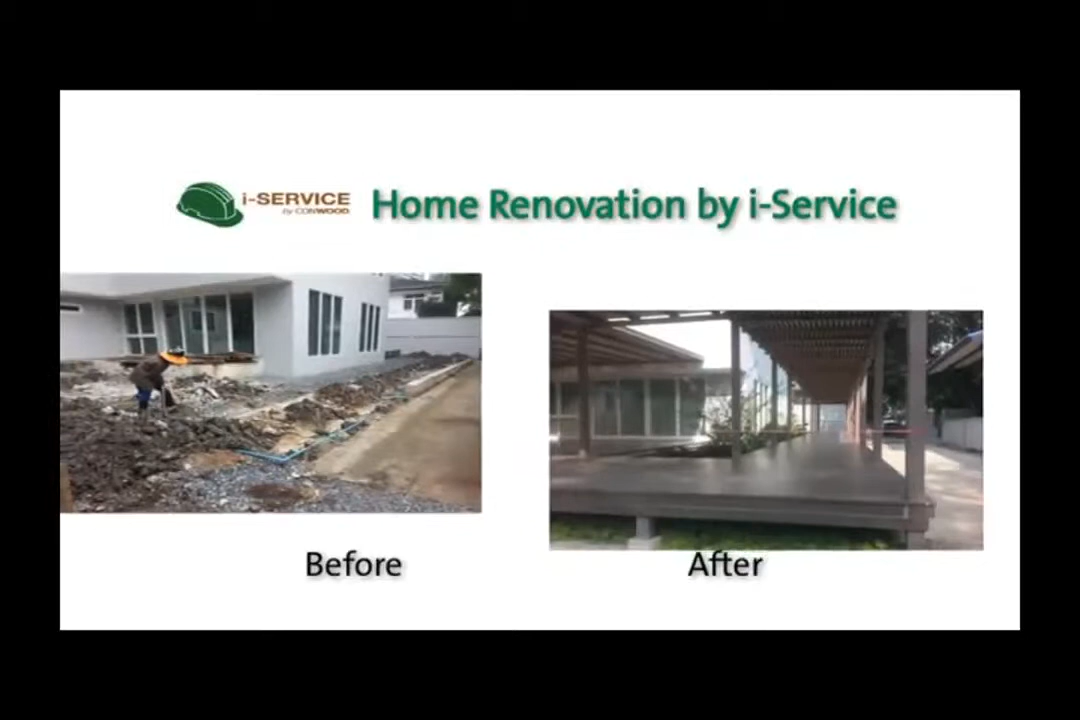 i-SERVICE
by CONWOOD
Home Renovation by i-Service
Before
After